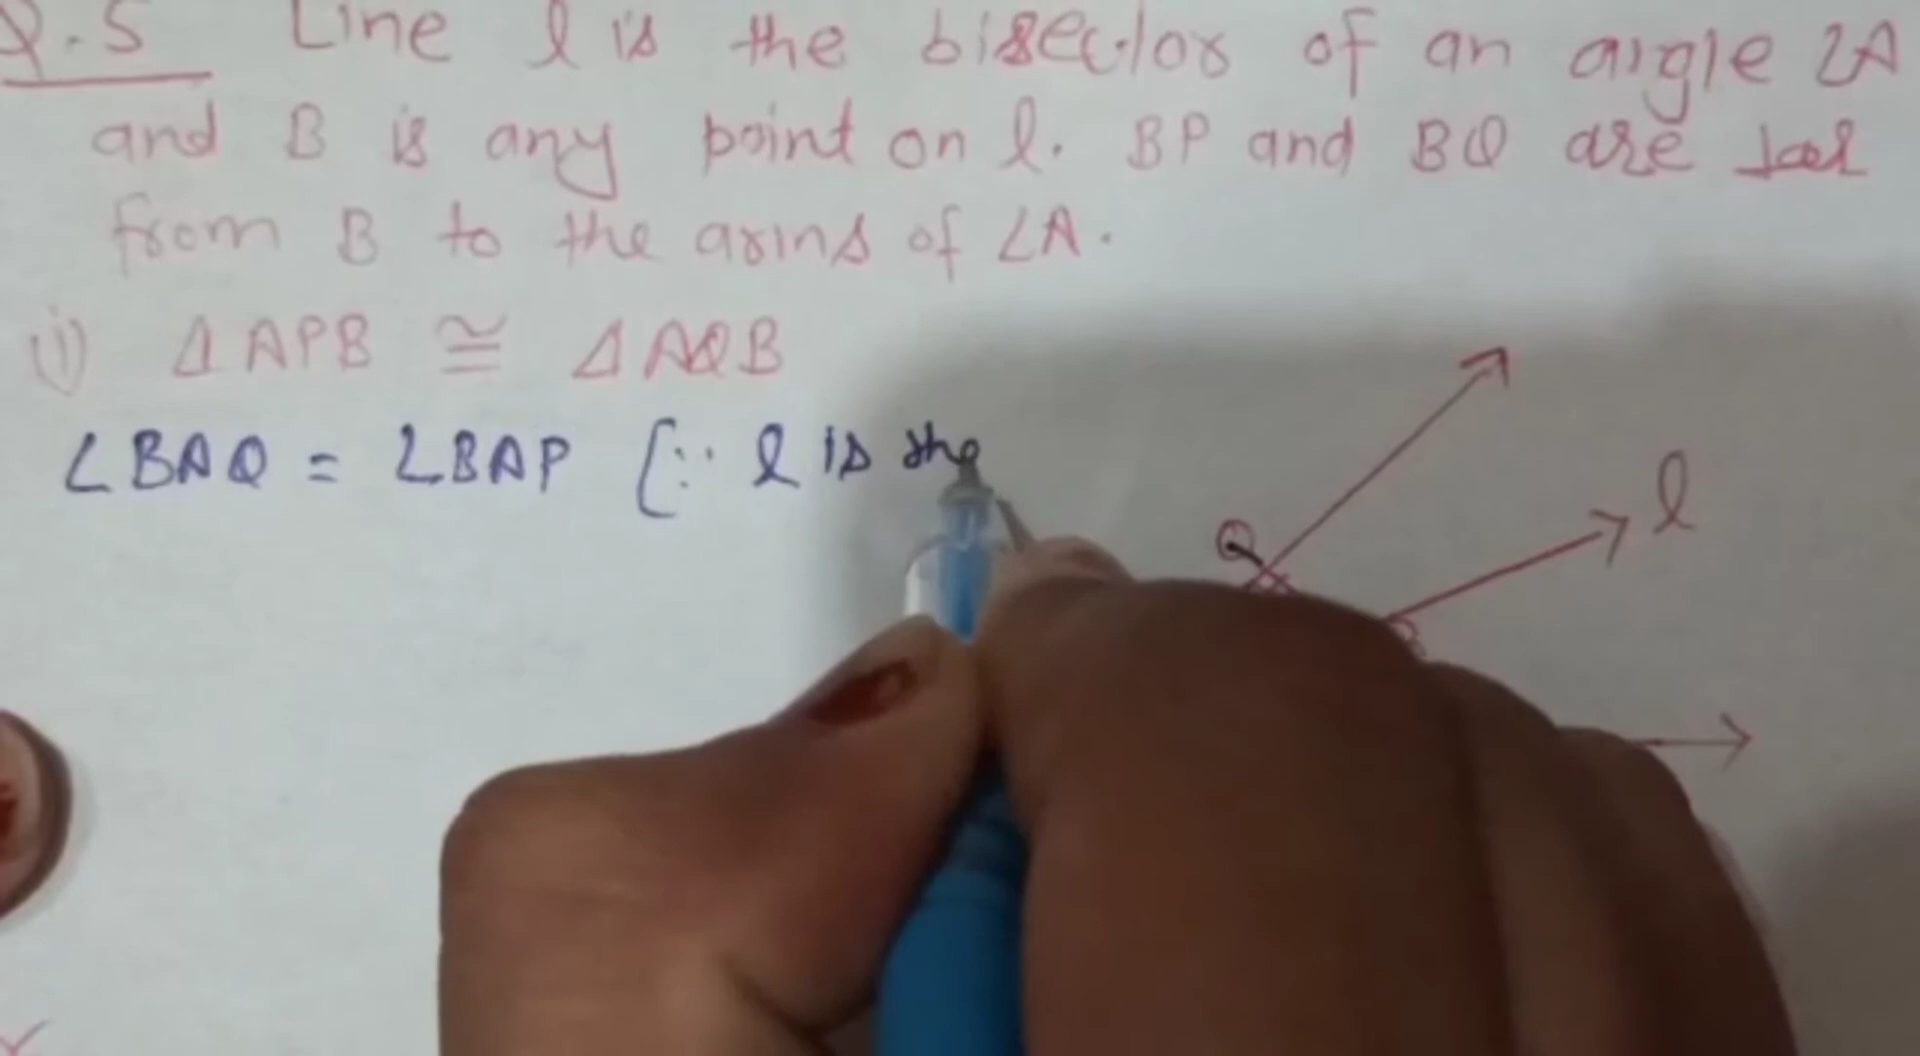 Q.5 Line l is the bisector of an angle ∠A
and B is any point on l. BP and BQ are ⊥ar
from B to the arms of ∠A.
(i) ΔAPB ≅ ΔAQB
∠BAQ = ∠BAP [∵ l is the
Q
l